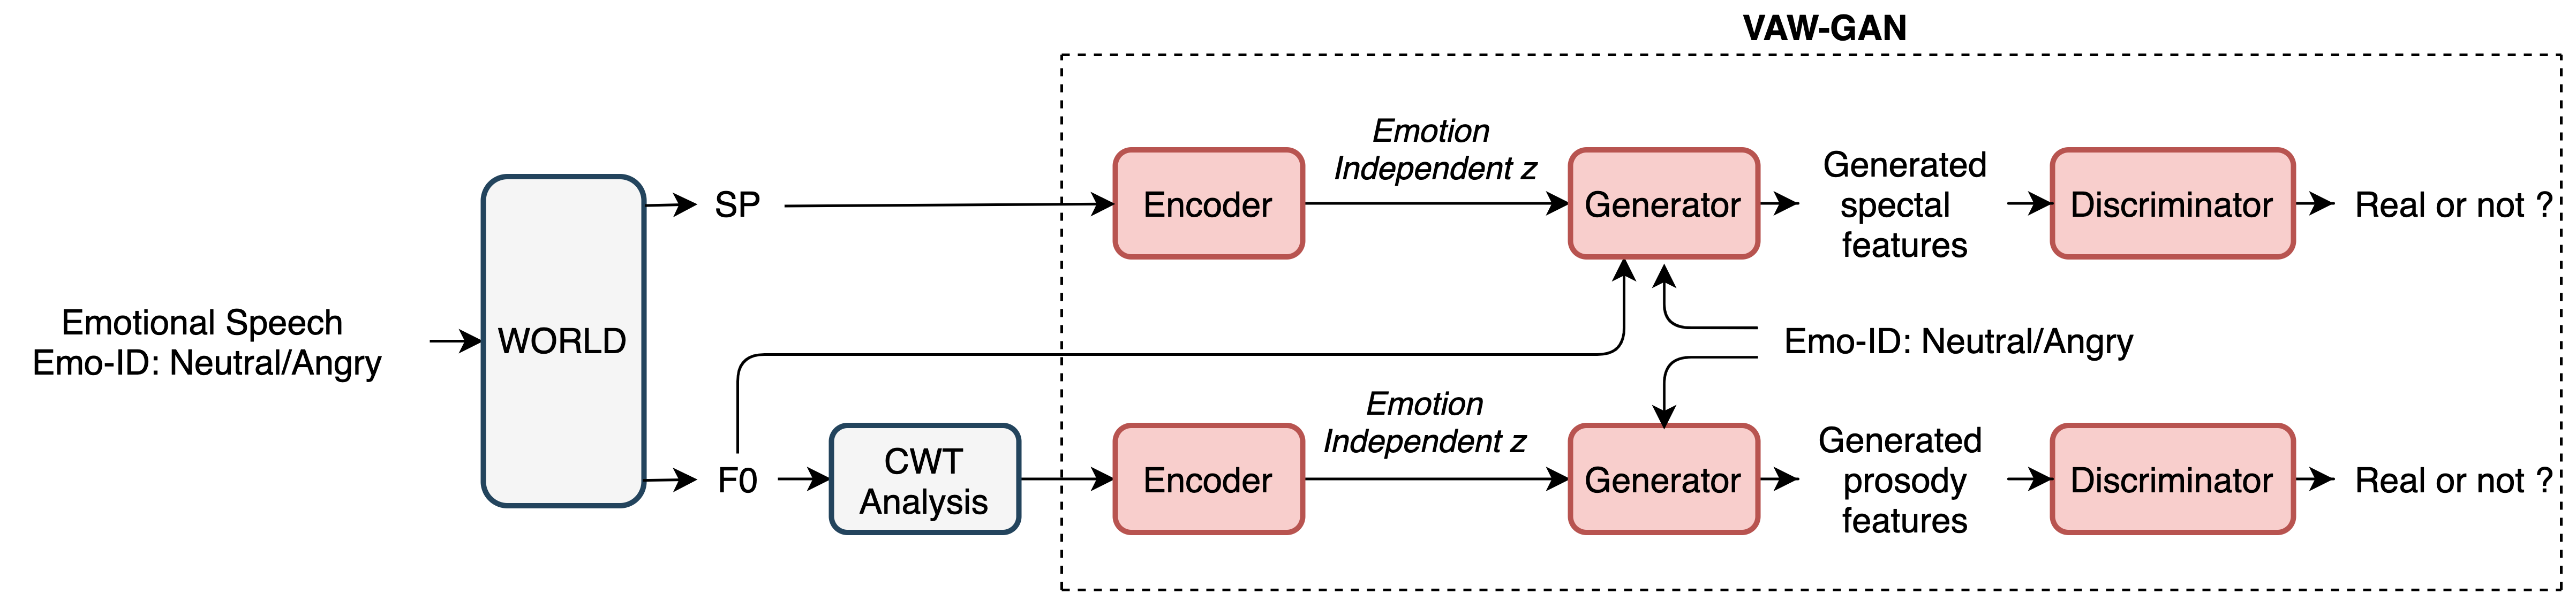 VAW-GAN
Emotional Speech
Emo-ID: Neutral/Angry
WORLD
SP
Encoder
Emotion
Independent z
Generator
Generated
spectal
features
Discriminator
Real or not ?
Emo-ID: Neutral/Angry
F0
CWT
Analysis
Encoder
Emotion
Independent z
Generator
Generated
prosody
features
Discriminator
Real or not ?